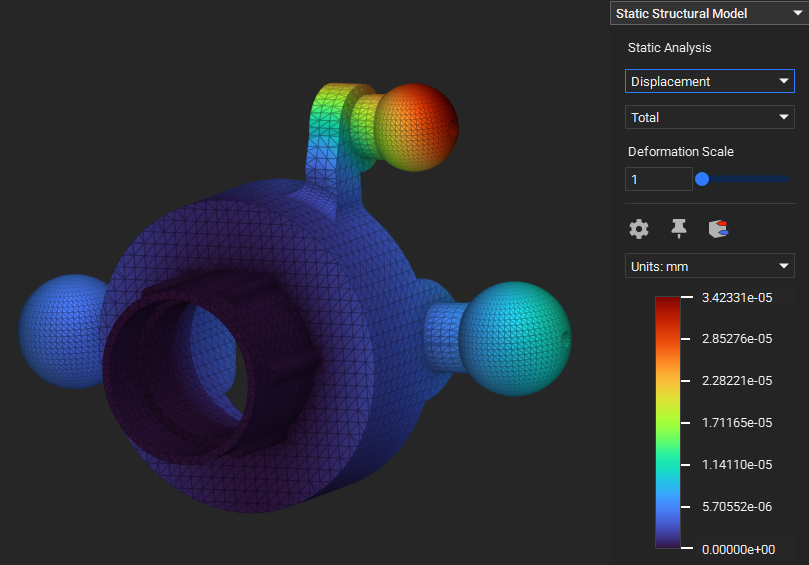 Static Structural Model
Static Analysis
Displacement
Total
Deformation Scale
1
Units: mm
3.42331e-05
2.85276e-05
2.28221e-05
1.71165e-05
1.14110e-05
5.70552e-06
0.00000e+00